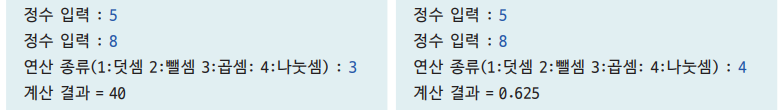 정수 입력 : 5
정수 입력 : 8
연산 종류(1:덧셈 2:뺄셈 3:곱셈: 4:나눗셈) : 3
계산 결과 = 40
정수 입력 : 5
정수 입력 : 8
연산 종류(1:덧셈 2:뺄셈 3:곱셈: 4:나눗셈) : 4
계산 결과 = 0.625